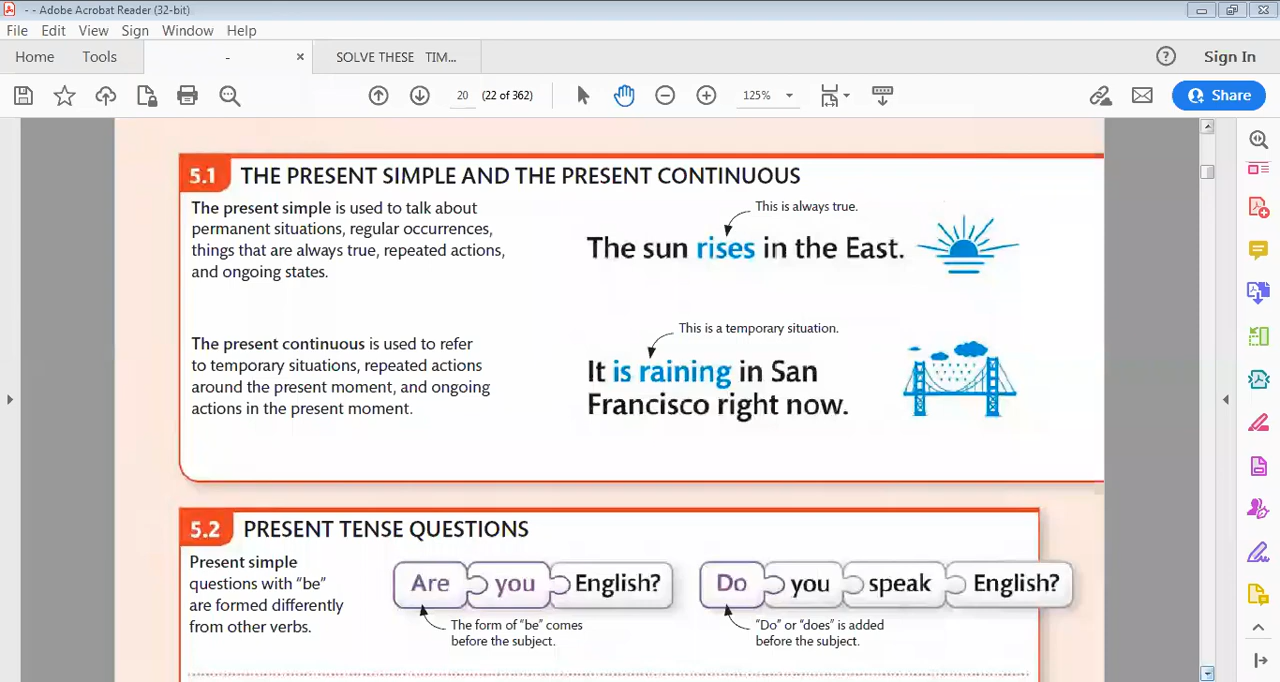 - - Adobe Acrobat Reader (32-bit)
File Edit View Sign Window Help
Home Tools - × SOLVE THESE TIM... ? Sign In
20 (22 of 362) 125% Share
5.1 THE PRESENT SIMPLE AND THE PRESENT CONTINUOUS
The present simple is used to talk about
permanent situations, regular occurrences,
things that are always true, repeated actions,
and ongoing states.
This is always true.
The sun rises in the East.
The present continuous is used to refer
to temporary situations, repeated actions
around the present moment, and ongoing
actions in the present moment.
This is a temporary situation.
It is raining in San
Francisco right now.
5.2 PRESENT TENSE QUESTIONS
Present simple
questions with “be”
are formed differently
from other verbs.
Are you English?
The form of “be” comes
before the subject.
Do you speak English?
“Do” or “does” is added
before the subject.